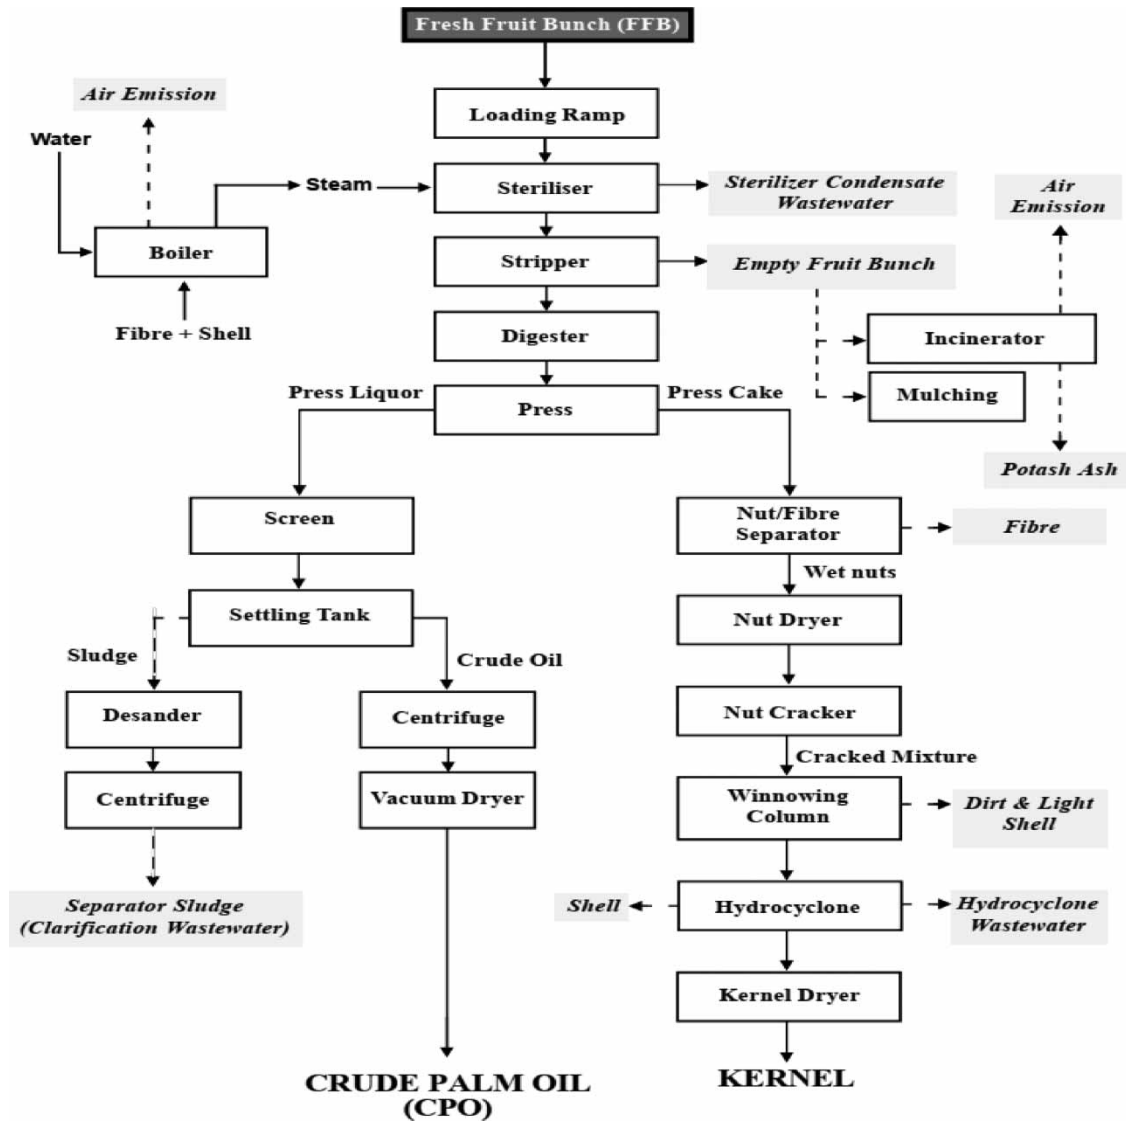 Fresh Fruit Bunch (FFB)
Air Emission
Loading Ramp
Water
Steam
Steriliser
Sterilizer Condensate
Wastewater
Air
Emission
Boiler
Stripper
Empty Fruit Bunch
Fibre + Shell
Digester
Incinerator
Press Liquor
Press
Press Cake
Mulching
Potash Ash
Screen
Nut/Fibre
Separator
Fibre
Wet nuts
Settling Tank
Nut Dryer
Sludge
Crude Oil
Desander
Centrifuge
Nut Cracker
Cracked Mixture
Centrifuge
Vacuum Dryer
Winnowing
Column
Dirt & Light
Shell
Separator Sludge
(Clarification Wastewater)
Shell
Hydrocyclone
Hydrocyclone
Wastewater
Kernel Dryer
CRUDE PALM OIL
(CPO)
KERNEL